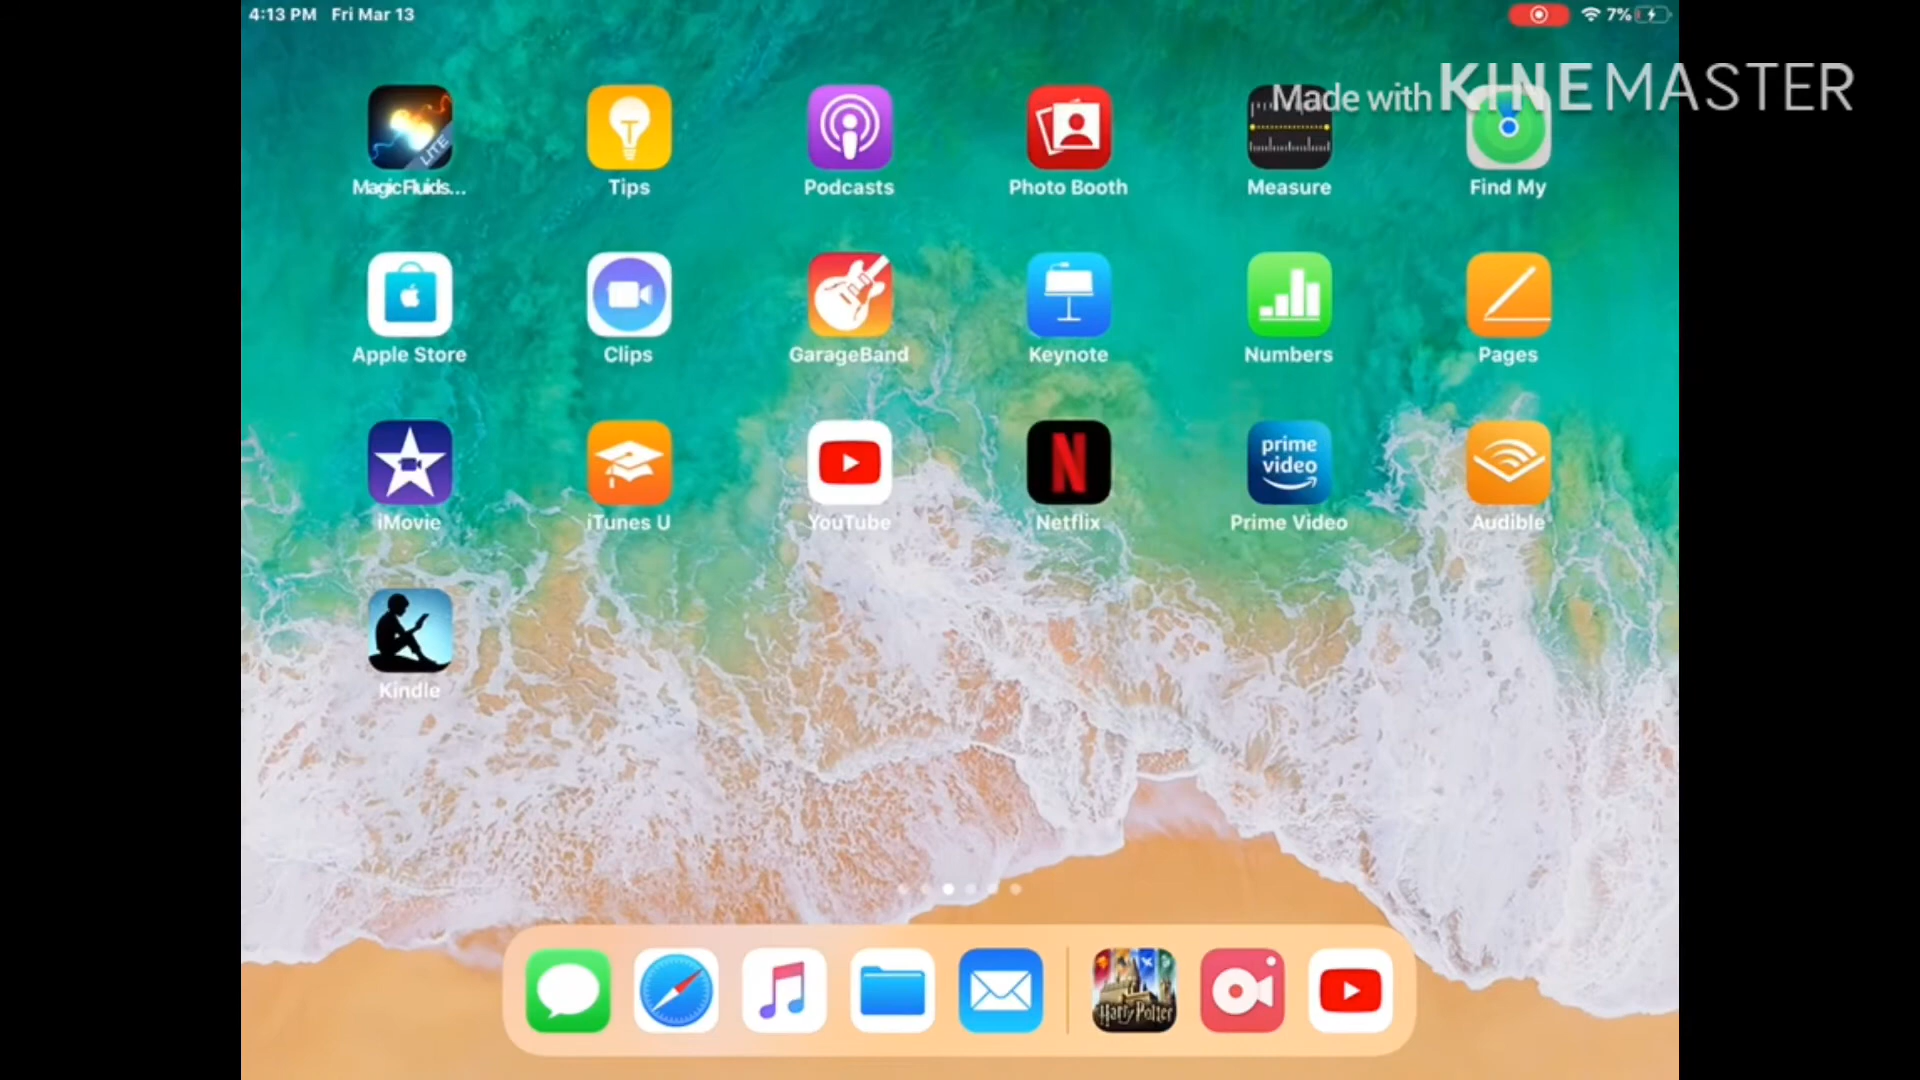 4:13 PM Fri Mar 13
7%
Made with KINEMASTER
LITE
MagicFluids...
Tips
Podcasts
Photo Booth
Measure
Find My
Apple Store
Clips
GarageBand
Keynote
Numbers
Pages
prime
video
iMovie
iTunes U
YouTube
Netflix
Prime Video
Audible
Kindle
Harry Potter